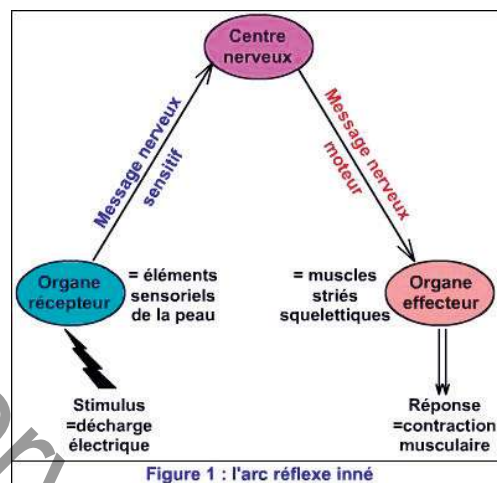 Centre
nerveux
Message nerveux
sensitif
Message nerveux
moteur
Organe
récepteur
= éléments
sensoriels
de la peau
= muscles
striés
squelettiques
Organe
effecteur
Stimulus
=décharge
électrique
Réponse
=contraction
musculaire
Figure 1 : l'arc réflexe inné